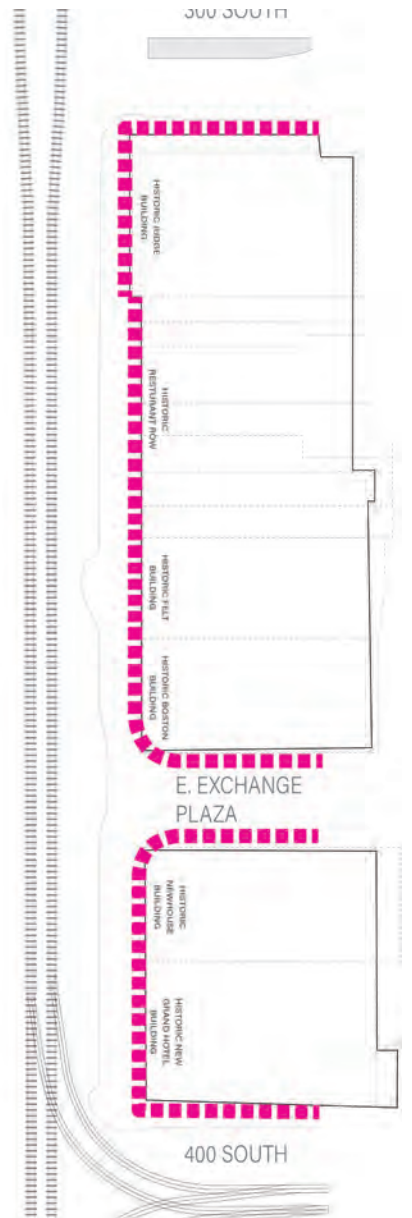 300 SOUTH
HISTORIC JUDGE
BUILDING
HISTORIC
RESTURANT ROW
HISTORIC FELT
BUILDING
HISTORIC BOSTON
BUILDING
E. EXCHANGE
PLAZA
HISTORIC
NEWHOUSE
BUILDING
HISTORIC NEW
GRAND HOTEL
BUILDING
400 SOUTH